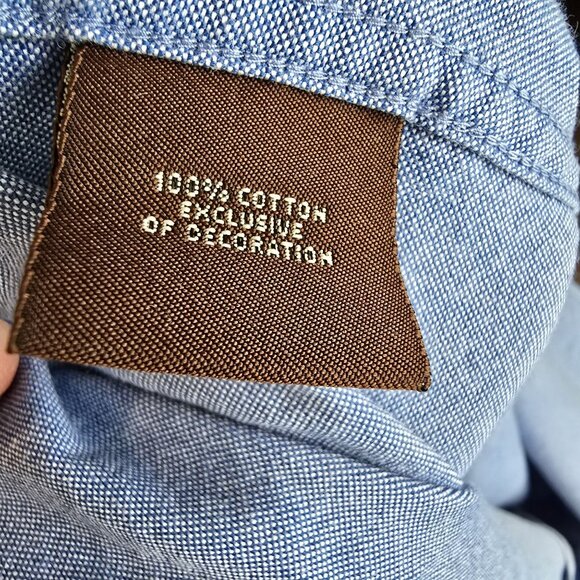 100% COTTON
EXCLUSIVE
OF DECORATION